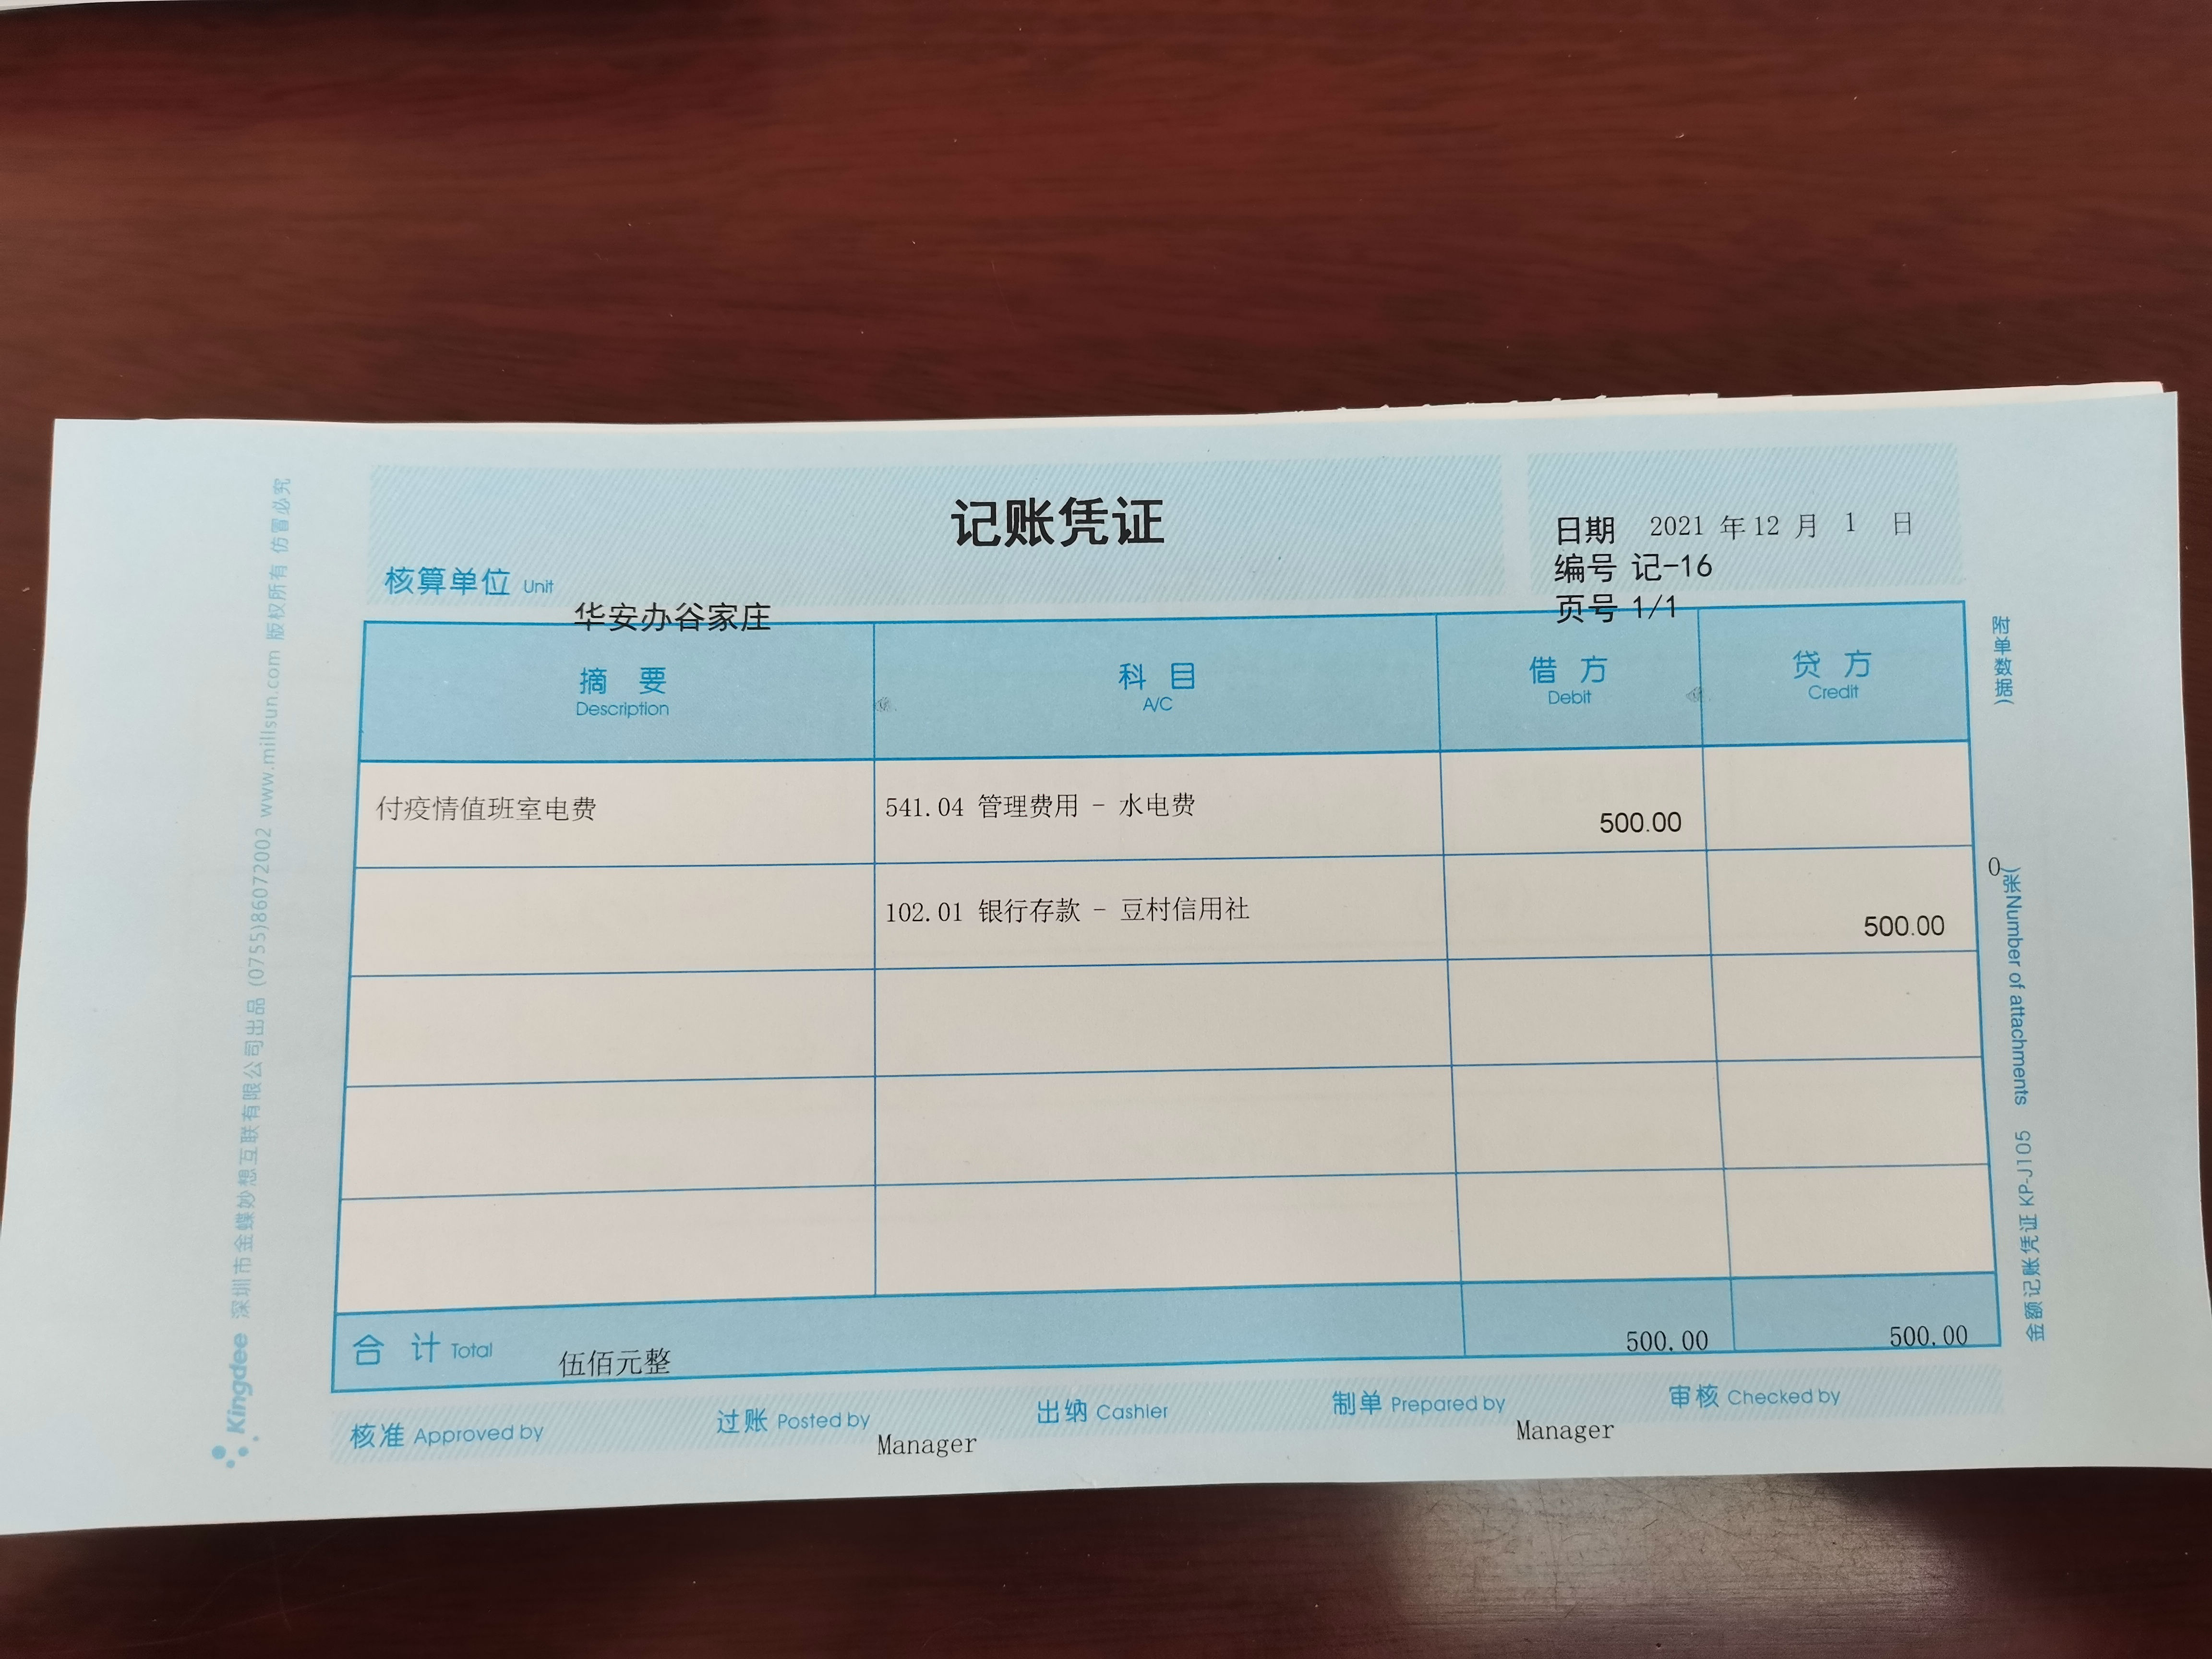 记账凭证
日期 2021 年 12 月 1 日
编号 记-16
页号 1/1
核算单位 Unit
华安办谷家庄
摘 要 科 目 借 方 贷 方
Description A/C Debit Credit
付疫情值班室电费 541.04 管理费用 - 水电费 500.00
102.01 银行存款 - 豆村信用社 500.00
合 计 Total 伍佰元整 500.00 500.00
核准 Approved by 过账 Posted by 出纳 Cashier 制单 Prepared by 审核 Checked by
Manager Manager
附单数据( 0 )张Number of attachments 金额记账凭证 KP-J105
Kingdee 深圳市金蝶妙想互联有限公司出品 (0755)86072002 www.millsun.com 版权所有 仿冒必究